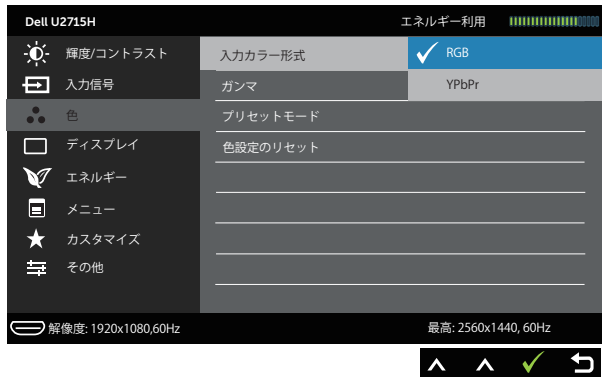 Dell U2715H
エネルギー利用
輝度/コントラスト
入力信号
色
ディスプレイ
エネルギー
メニュー
カスタマイズ
その他
入力カラー形式
ガンマ
プリセットモード
色設定のリセット
RGB
YPbPr
解像度: 1920x1080,60Hz
最高: 2560x1440, 60Hz